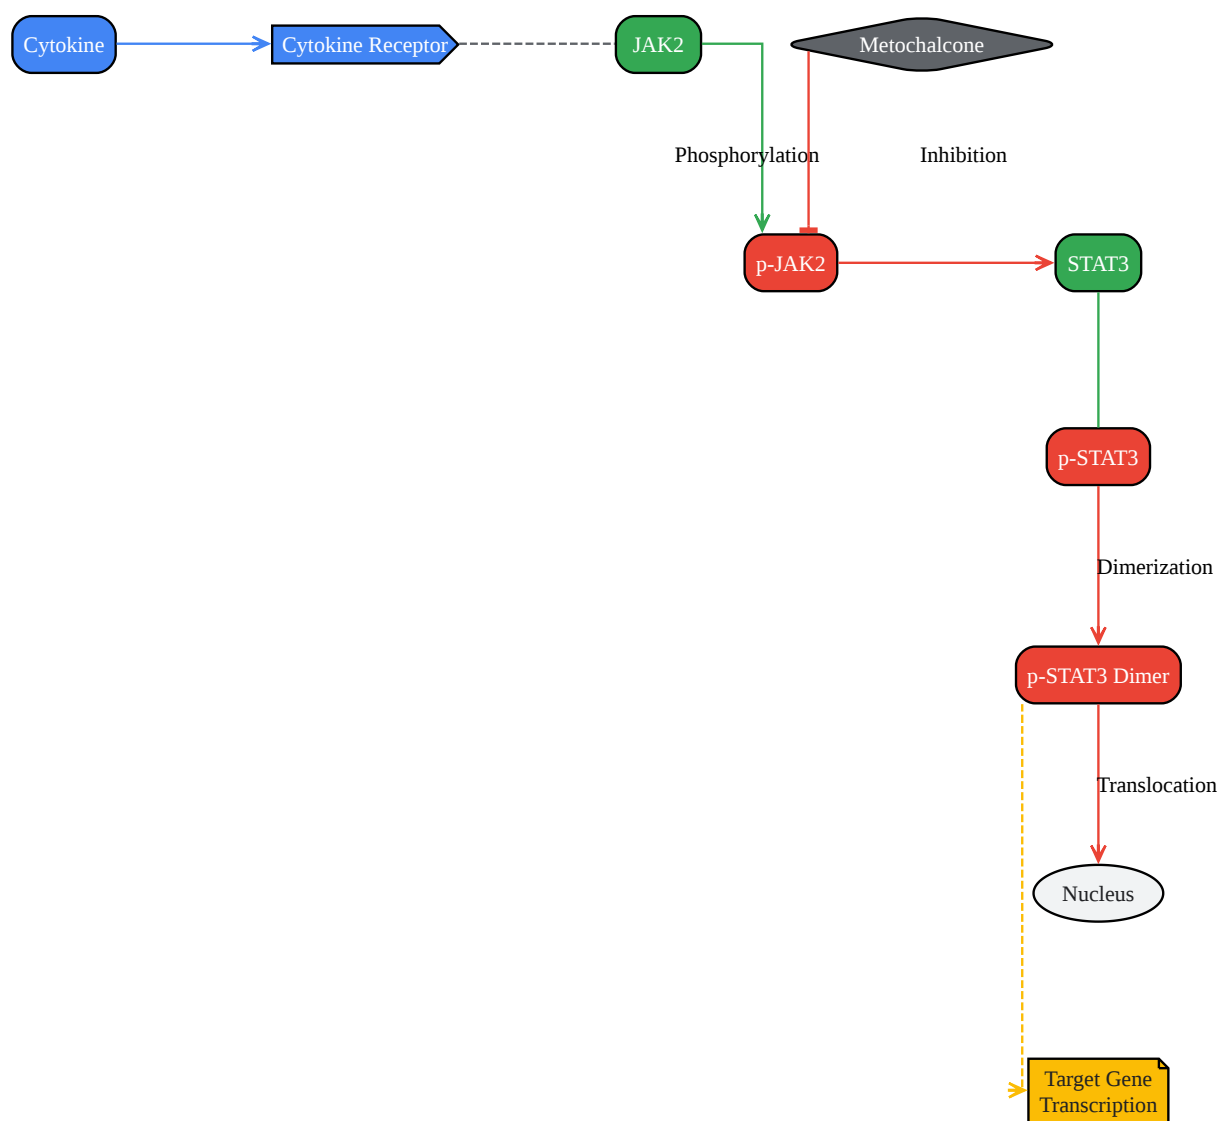 Cytokine
Cytokine Receptor
JAK2
Metochalcone
Phosphorylation
Inhibition
p-JAK2
STAT3
p-STAT3
Dimerization
p-STAT3 Dimer
Translocation
Nucleus
Target Gene
Transcription